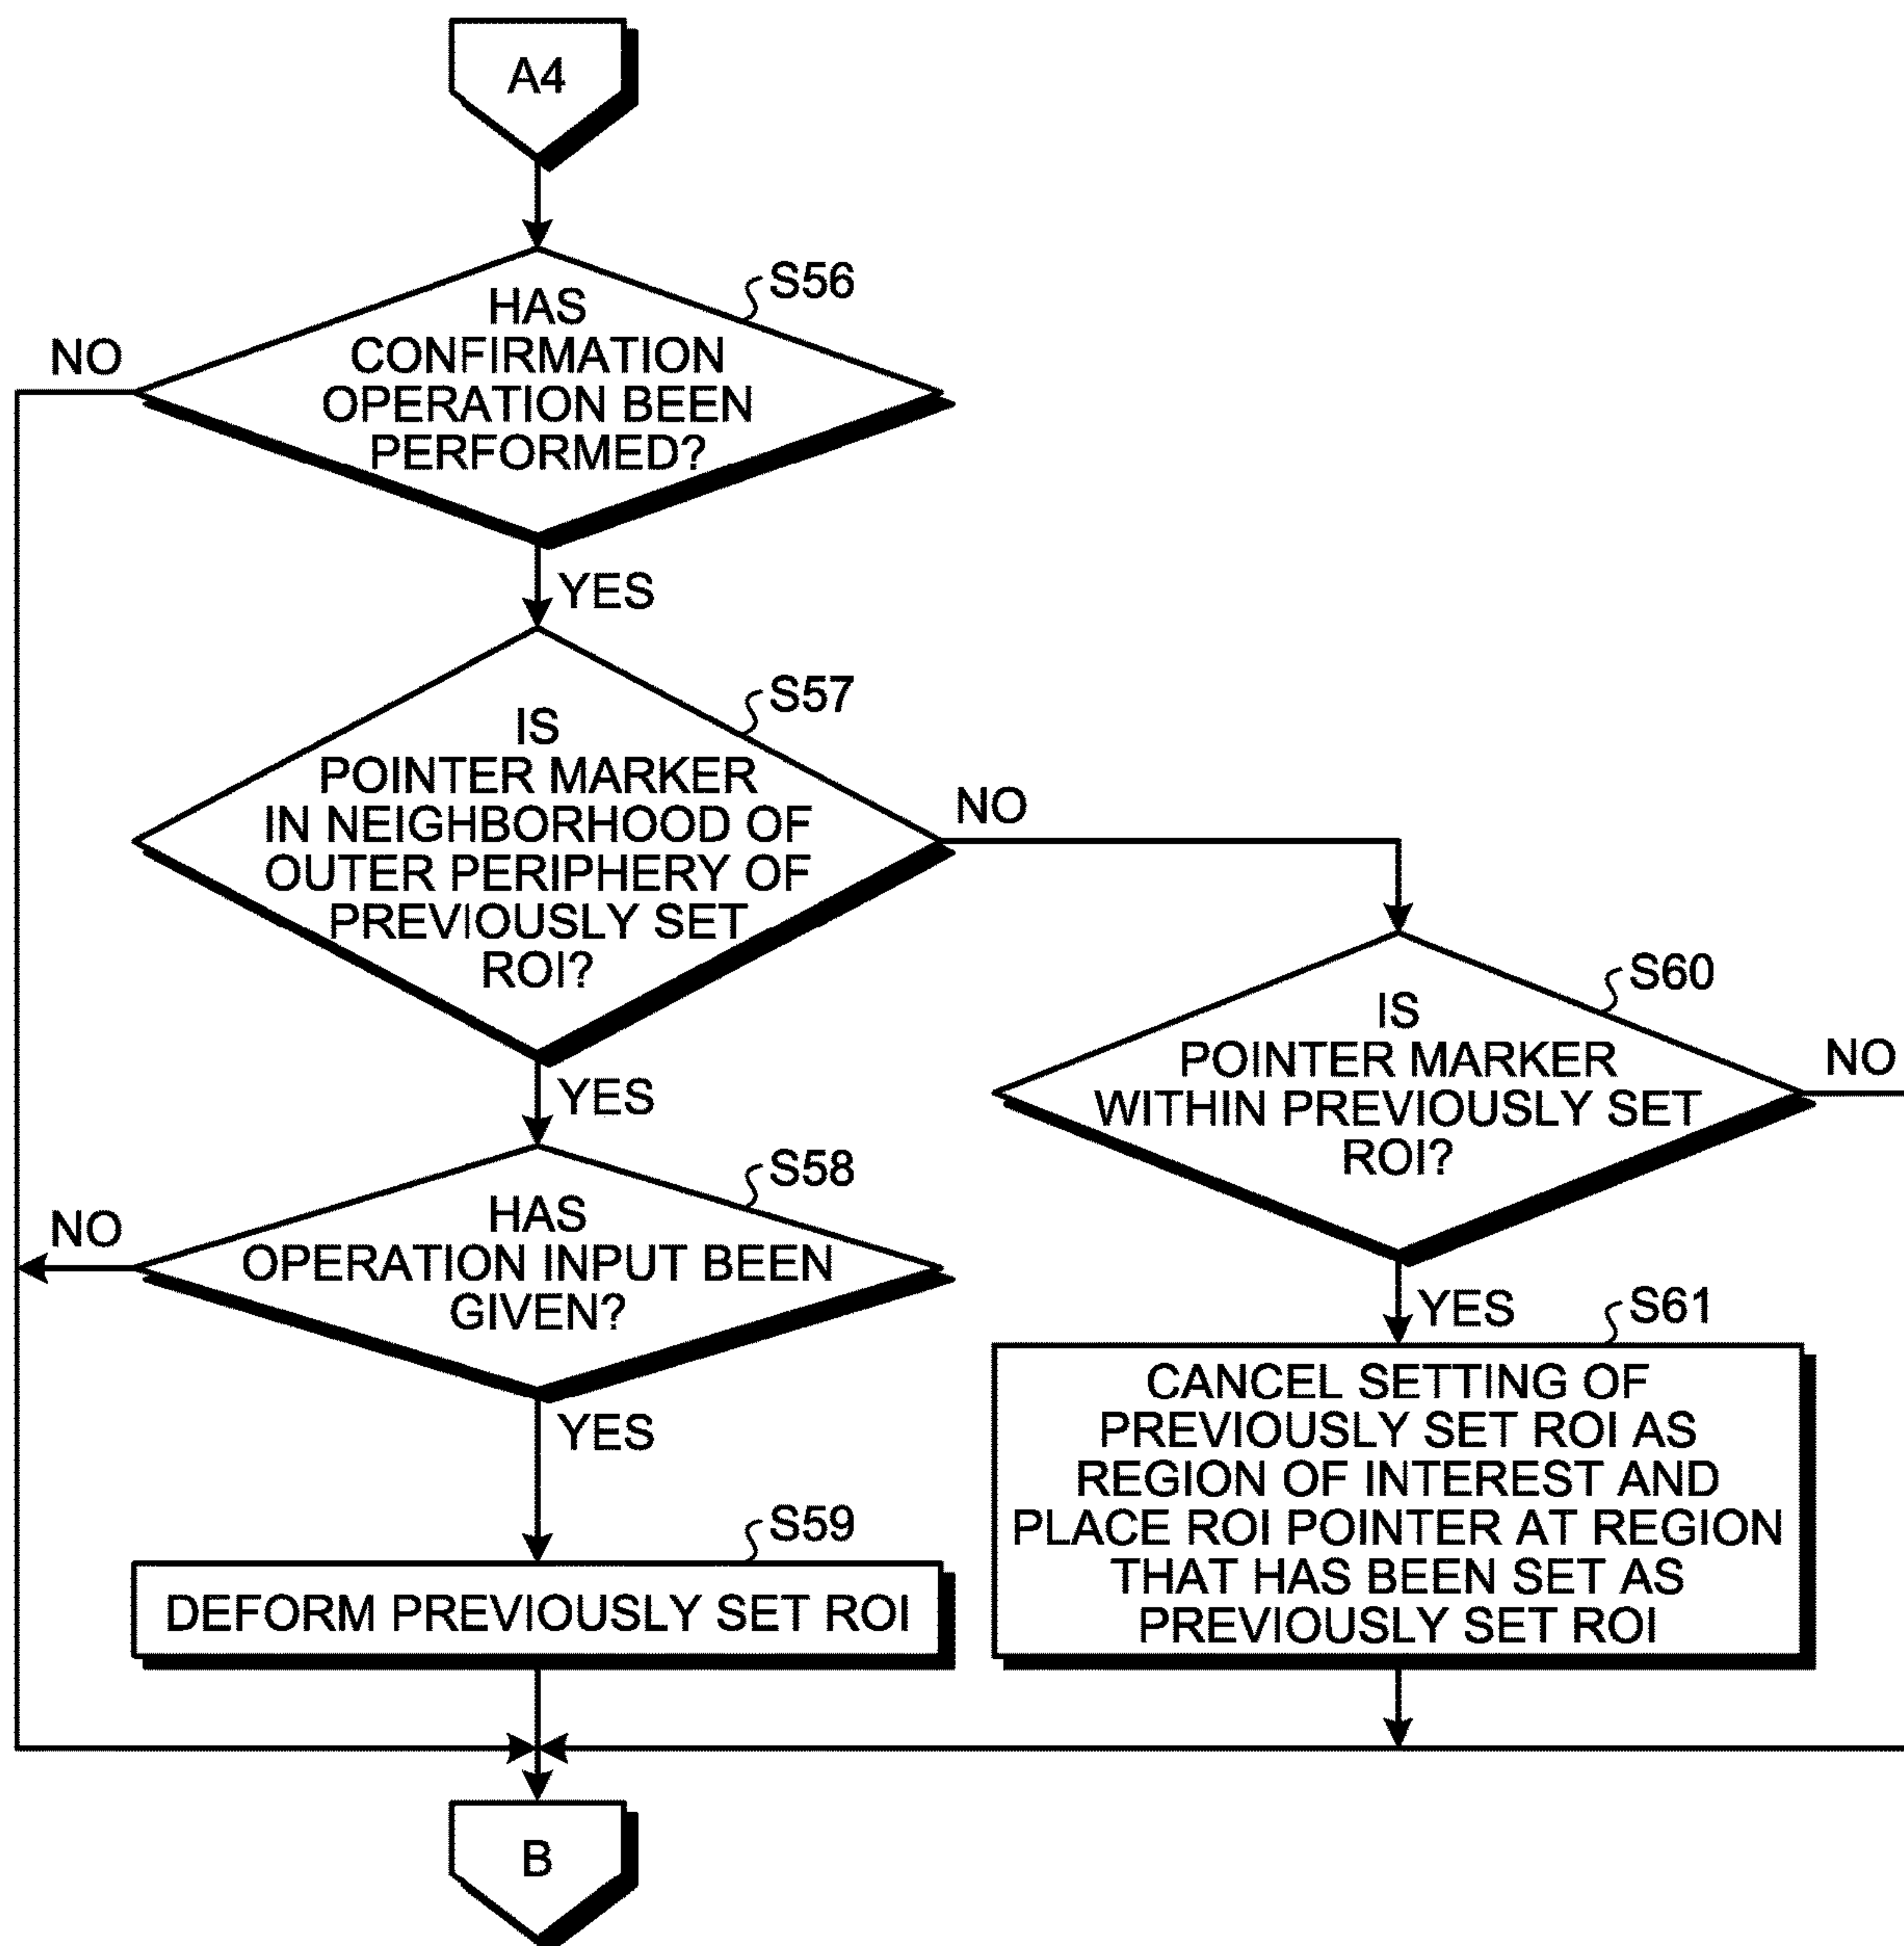 A4
S56
HAS
CONFIRMATION
OPERATION BEEN
PERFORMED?
NO
YES
S57
IS
POINTER MARKER
IN NEIGHBORHOOD OF
OUTER PERIPHERY OF
PREVIOUSLY SET
ROI?
NO
YES
S58
HAS
OPERATION INPUT BEEN
GIVEN?
NO
YES
S59
DEFORM PREVIOUSLY SET ROI
S60
IS
POINTER MARKER
WITHIN PREVIOUSLY SET
ROI?
NO
YES
S61
CANCEL SETTING OF
PREVIOUSLY SET ROI AS
REGION OF INTEREST AND
PLACE ROI POINTER AT REGION
THAT HAS BEEN SET AS
PREVIOUSLY SET ROI
B